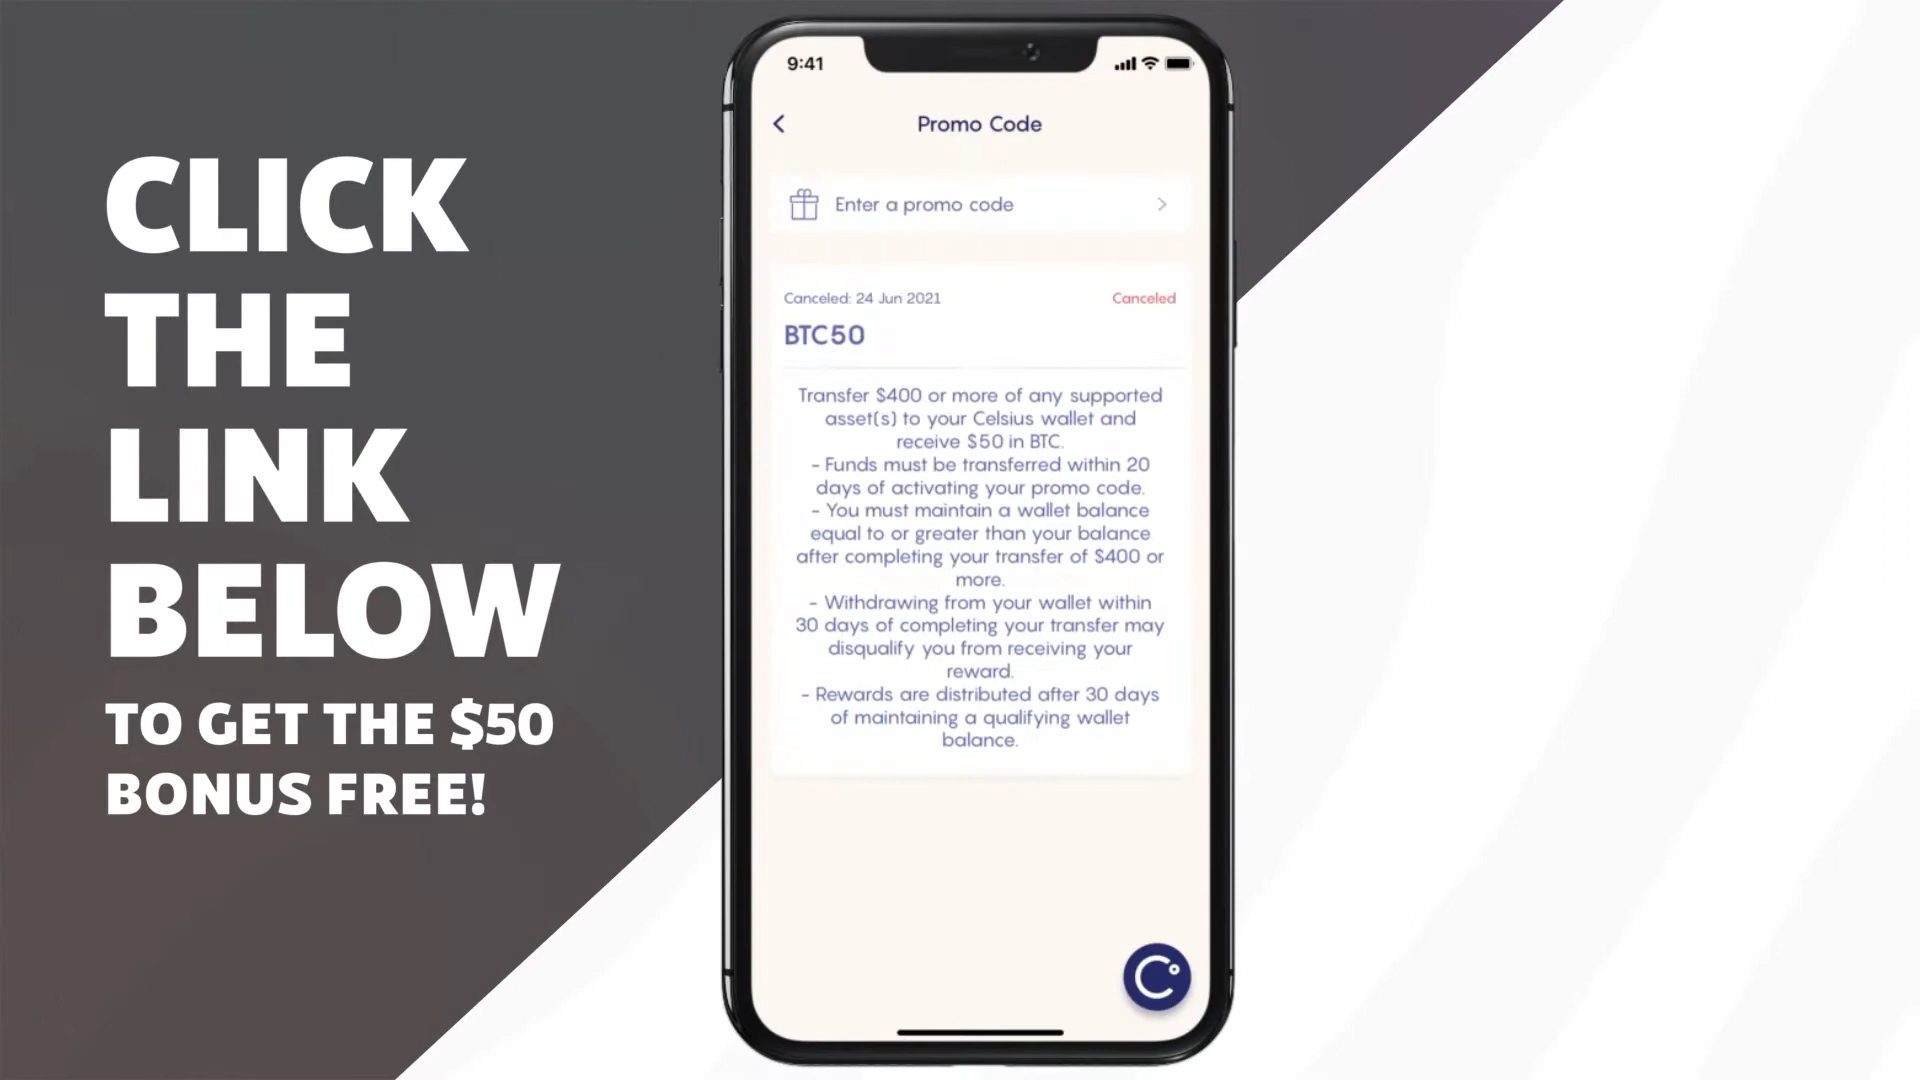 CLICK
THE
LINK
BELOW
TO GET THE $50
BONUS FREE!
9:41
Promo Code
Enter a promo code
Canceled: 24 Jun 2021
Canceled
BTC50
Transfer $400 or more of any supported
asset(s) to your Celsius wallet and
receive $50 in BTC.
- Funds must be transferred within 20
days of activating your promo code.
- You must maintain a wallet balance
equal to or greater than your balance
after completing your transfer of $400 or
more.
- Withdrawing from your wallet within
30 days of completing your transfer may
disqualify you from receiving your
reward.
- Rewards are distributed after 30 days
of maintaining a qualifying wallet
balance.